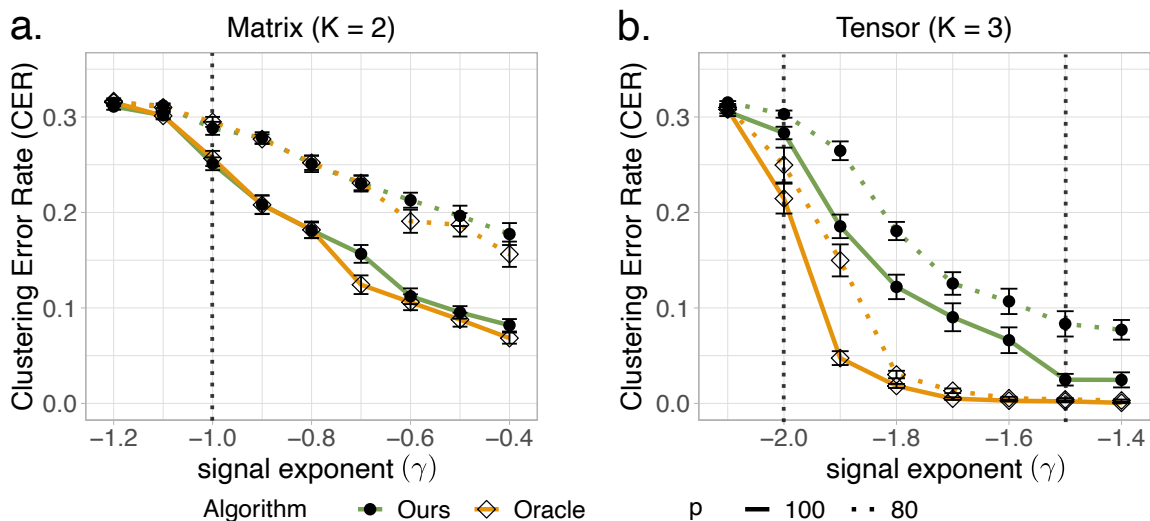 a.
Matrix (K = 2)
Clustering Error Rate (CER)
0.3
0.2
0.1
0.0
−1.2 −1.0 −0.8 −0.6 −0.4
signal exponent (γ)
b.
Tensor (K = 3)
Clustering Error Rate (CER)
0.3
0.2
0.1
0.0
−2.0 −1.8 −1.6 −1.4
signal exponent (γ)
Algorithm Ours Oracle p 100 80